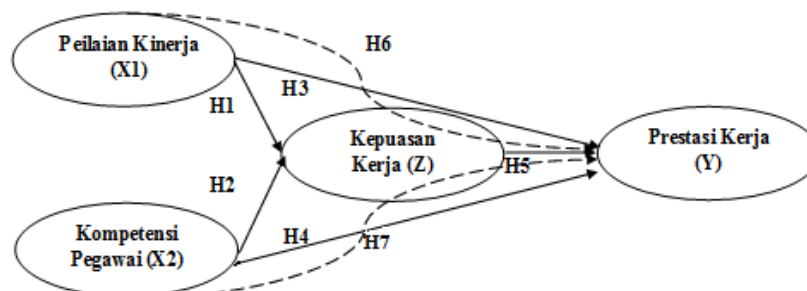 Peilaian Kinerja
(X1)
H6
H3
H1
Kepuasan
Kerja (Z)
Prestasi Kerja
(Y)
H5
H2
Kompetensi
Pegawai (X2)
H4
H7